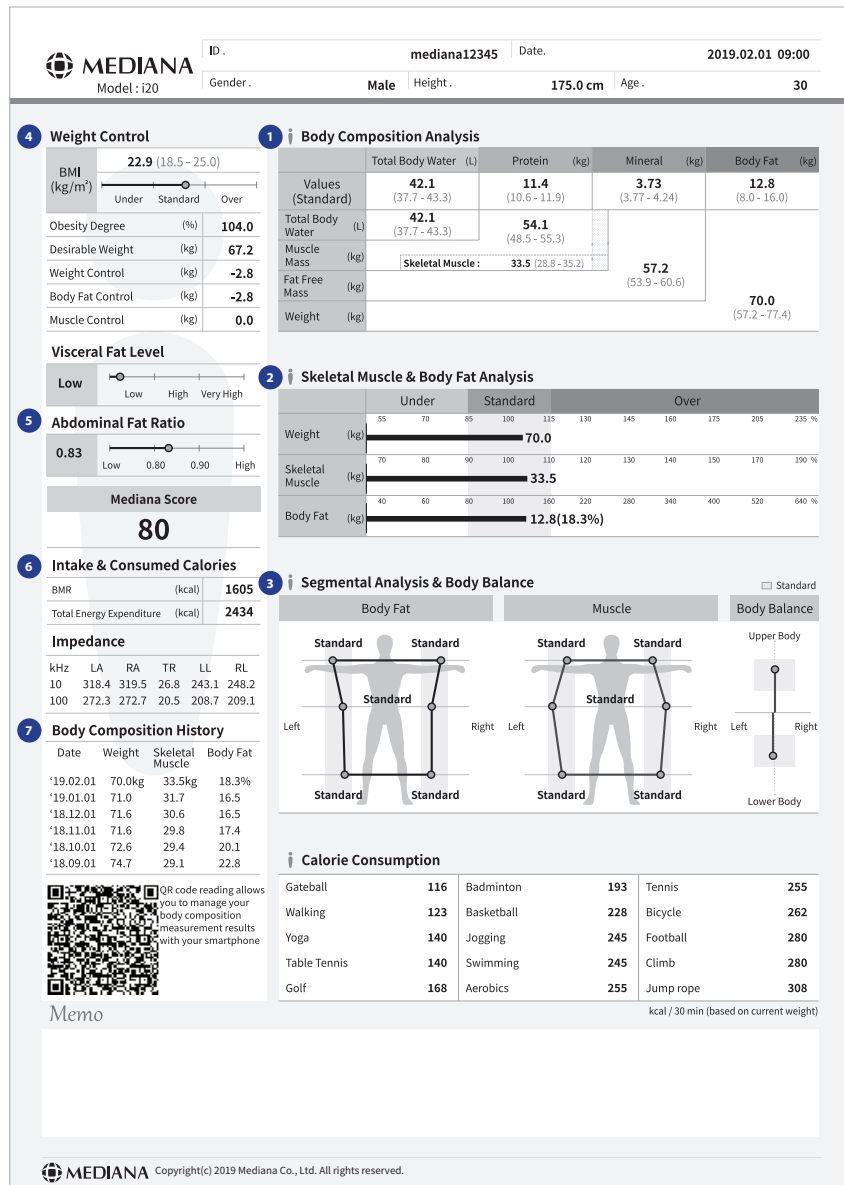 MEDIANA
Model : i20
ID . mediana12345 Date. 2019.02.01 09:00
Gender . Male Height . 175.0 cm Age . 30
4 Weight Control
BMI (kg/m²) 22.9 (18.5 - 25.0)
Under Standard Over
Obesity Degree (%) 104.0
Desirable Weight (kg) 67.2
Weight Control (kg) -2.8
Body Fat Control (kg) -2.8
Muscle Control (kg) 0.0
Visceral Fat Level
Low
Low High Very High
5 Abdominal Fat Ratio
0.83
Low 0.80 0.90 High
Mediana Score
80
6 Intake & Consumed Calories
BMR (kcal) 1605
Total Energy Expenditure (kcal) 2434
Impedance
kHz LA RA TR LL RL
10 318.4 319.5 26.8 243.1 248.2
100 272.3 272.7 20.5 208.7 209.1
7 Body Composition History
Date Weight Skeletal Muscle Body Fat
‘19.02.01 70.0kg 33.5kg 18.3%
‘19.01.01 71.0 31.7 16.5
‘18.12.01 71.6 30.6 16.5
‘18.11.01 71.6 29.8 17.4
‘18.10.01 72.6 29.4 20.1
‘18.09.01 74.7 29.1 22.8
QR code reading allows
you to manage your
body composition
measurement results
with your smartphone
1 Body Composition Analysis
Total Body Water (L) Protein (kg) Mineral (kg) Body Fat (kg)
Values 42.1 11.4 3.73 12.8
(Standard) (37.7 - 43.3) (10.6 - 11.9) (3.77 - 4.24) (8.0 - 16.0)
Total Body Water (L) 42.1
(37.7 - 43.3)
54.1
(48.5 - 55.3)
Muscle Mass (kg)
Skeletal Muscle : 33.5 (28.8 - 35.2)
57.2
(53.9 - 60.6)
Fat Free Mass (kg)
70.0
(57.2 - 77.4)
Weight (kg)
2 Skeletal Muscle & Body Fat Analysis
Under Standard Over
55 70 85 100 115 130 145 160 175 205 235 %
Weight (kg) 70.0
70 80 90 100 110 120 130 140 150 170 190 %
Skeletal Muscle (kg) 33.5
40 60 80 100 160 220 280 340 400 520 640 %
Body Fat (kg) 12.8(18.3%)
3 Segmental Analysis & Body Balance
Standard
Body Fat Muscle Body Balance
Standard Standard Standard Standard Upper Body
Standard Standard
Left Right Left Right Left Right
Standard Standard Standard Standard Lower Body
Calorie Consumption
Gateball 116 Badminton 193 Tennis 255
Walking 123 Basketball 228 Bicycle 262
Yoga 140 Jogging 245 Football 280
Table Tennis 140 Swimming 245 Climb 280
Golf 168 Aerobics 255 Jump rope 308
kcal / 30 min (based on current weight)
Memo
MEDIANA Copyright(c) 2019 Mediana Co., Ltd. All rights reserved.